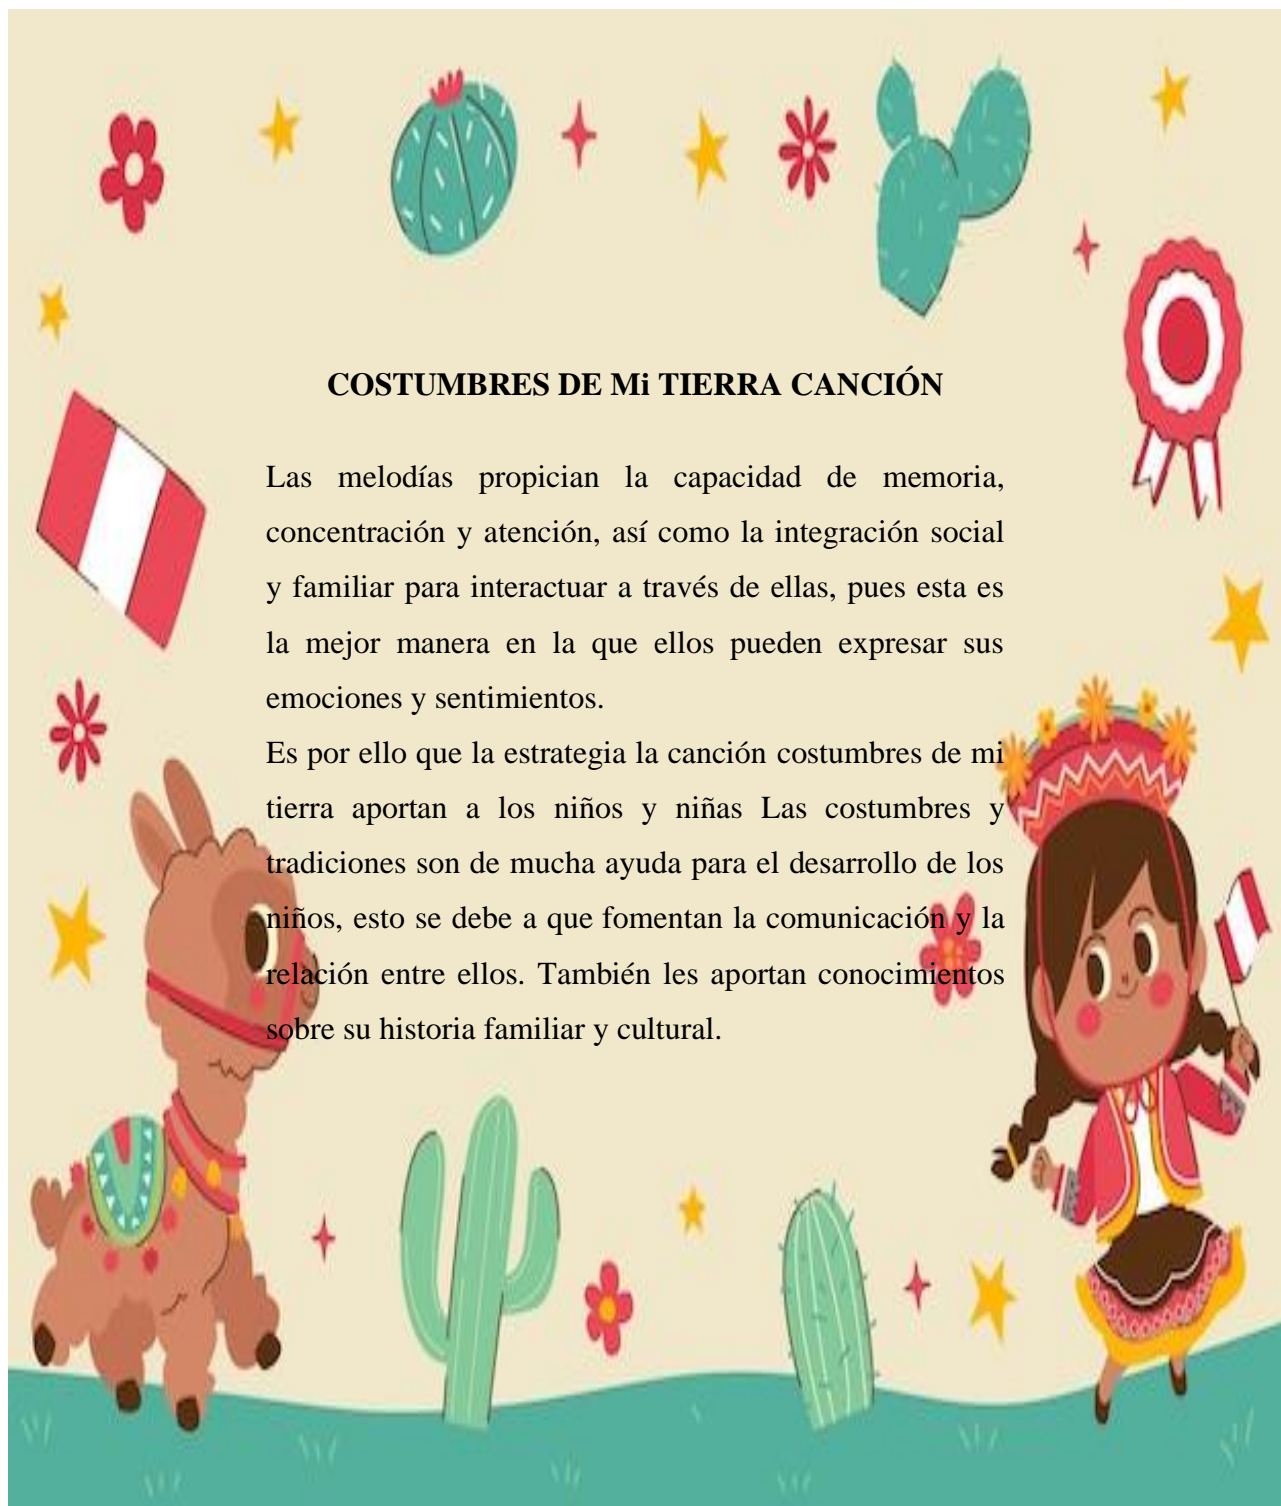 COSTUMBRES DE Mi TIERRA CANCIÓN
Las melodías propician la capacidad de memoria,
concentración y atención, así como la integración social
y familiar para interactuar a través de ellas, pues esta es
la mejor manera en la que ellos pueden expresar sus
emociones y sentimientos.
Es por ello que la estrategia la canción costumbres de mi
tierra aportan a los niños y niñas Las costumbres y
tradiciones son de mucha ayuda para el desarrollo de los
niños, esto se debe a que fomentan la comunicación y la
relación entre ellos. También les aportan conocimientos
sobre su historia familiar y cultural.